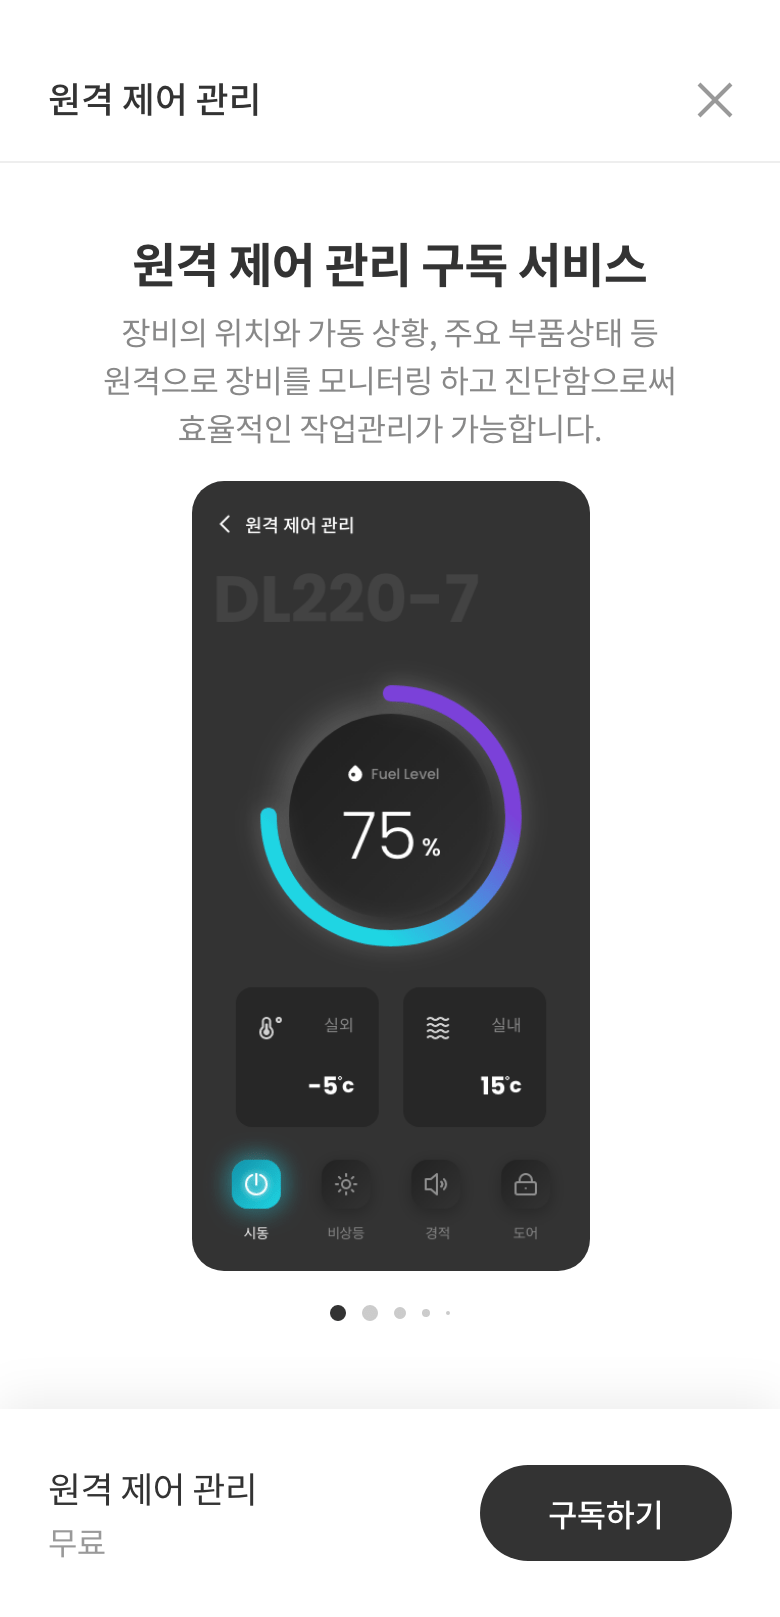 원격 제어 관리
원격 제어 관리 구독 서비스
장비의 위치와 가동 상황, 주요 부품상태 등
원격으로 장비를 모니터링 하고 진단함으로써
효율적인 작업관리가 가능합니다.
원격 제어 관리
DL220-7
Fuel Level
75 %
실외 실내
-5°c 15°c
시동 비상등 경적 도어
원격 제어 관리
무료
구독하기